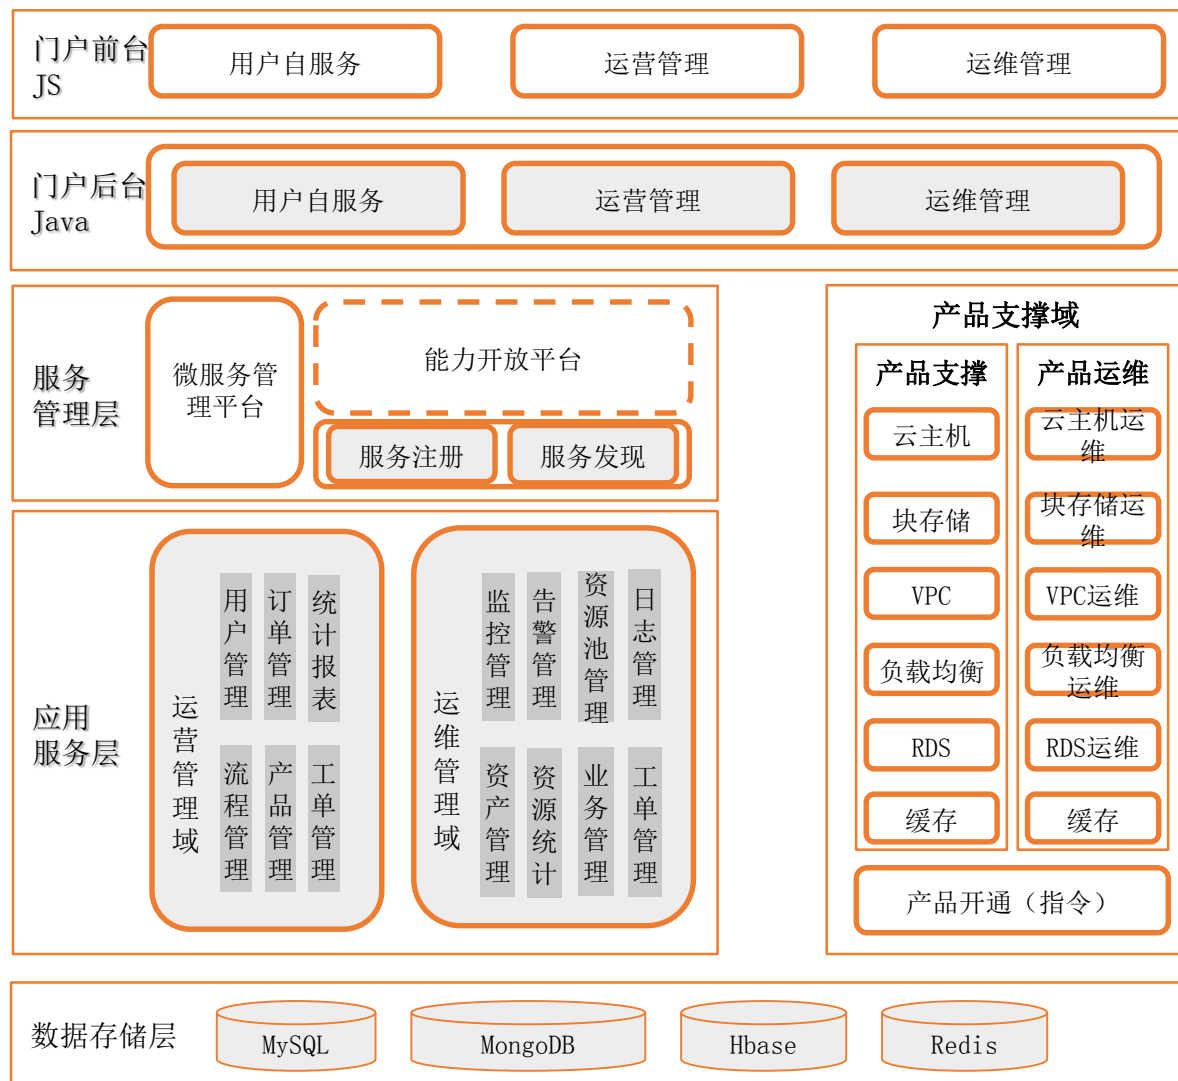 门户前台
JS
用户自服务
运营管理
运维管理
门户后台
Java
用户自服务
运营管理
运维管理
服务
管理层
微服务管
理平台
能力开放平台
服务注册
服务发现
应用
服务层
运营管理域
用户管理
订单管理
统计报表
流程管理
产品管理
工单管理
运维管理域
监控管理
告警管理
资源池管理
日志管理
资产管理
资源统计
业务管理
工单管理
产品支撑域
产品支撑
云主机
块存储
VPC
负载均衡
RDS
缓存
产品运维
云主机运
维
块存储运
维
VPC运维
负载均衡
运维
RDS运维
缓存
产品开通（指令）
数据存储层
MySQL
MongoDB
Hbase
Redis